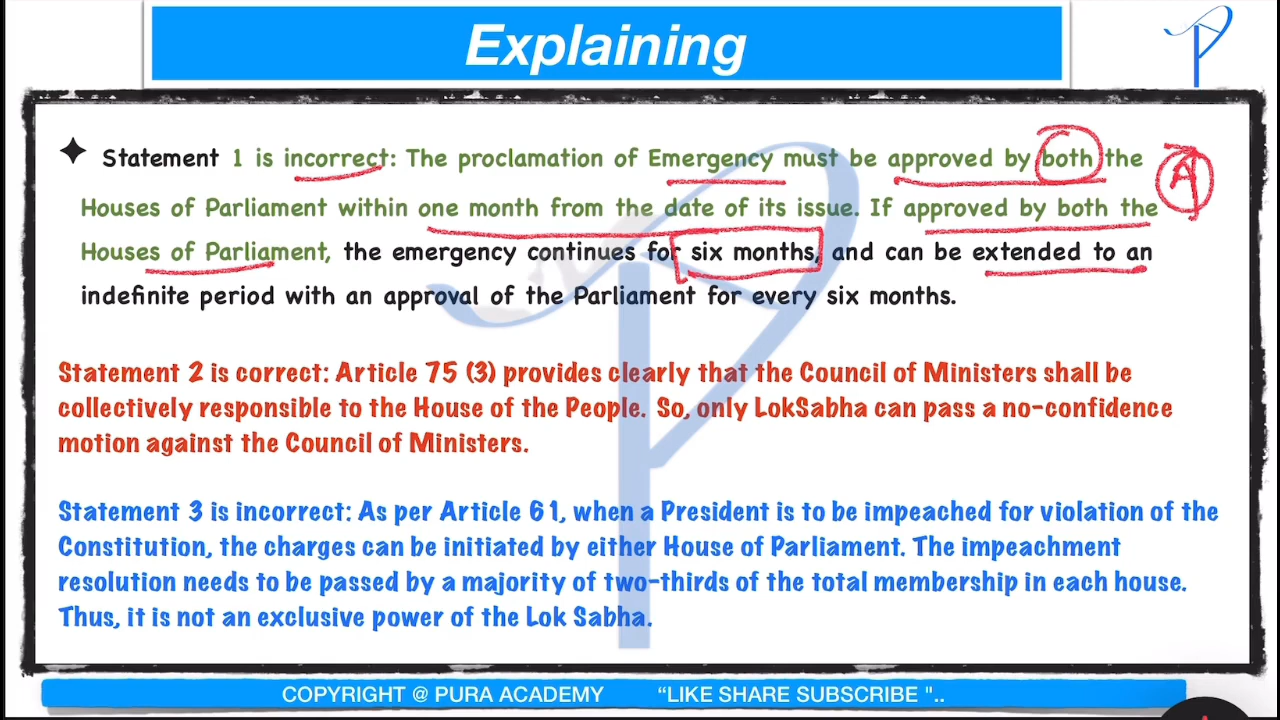 Explaining
Statement 1 is incorrect: The proclamation of Emergency must be approved by both the
Houses of Parliament within one month from the date of its issue. If approved by both the
Houses of Parliament, the emergency continues for six months, and can be extended to an
indefinite period with an approval of the Parliament for every six months.
A
Statement 2 is correct: Article 75 (3) provides clearly that the Council of Ministers shall be
collectively responsible to the House of the People. So, only LokSabha can pass a no-confidence
motion against the Council of Ministers.
Statement 3 is incorrect: As per Article 61, when a President is to be impeached for violation of the
Constitution, the charges can be initiated by either House of Parliament. The impeachment
resolution needs to be passed by a majority of two-thirds of the total membership in each house.
Thus, it is not an exclusive power of the Lok Sabha.
COPYRIGHT @ PURA ACADEMY “LIKE SHARE SUBSCRIBE "..